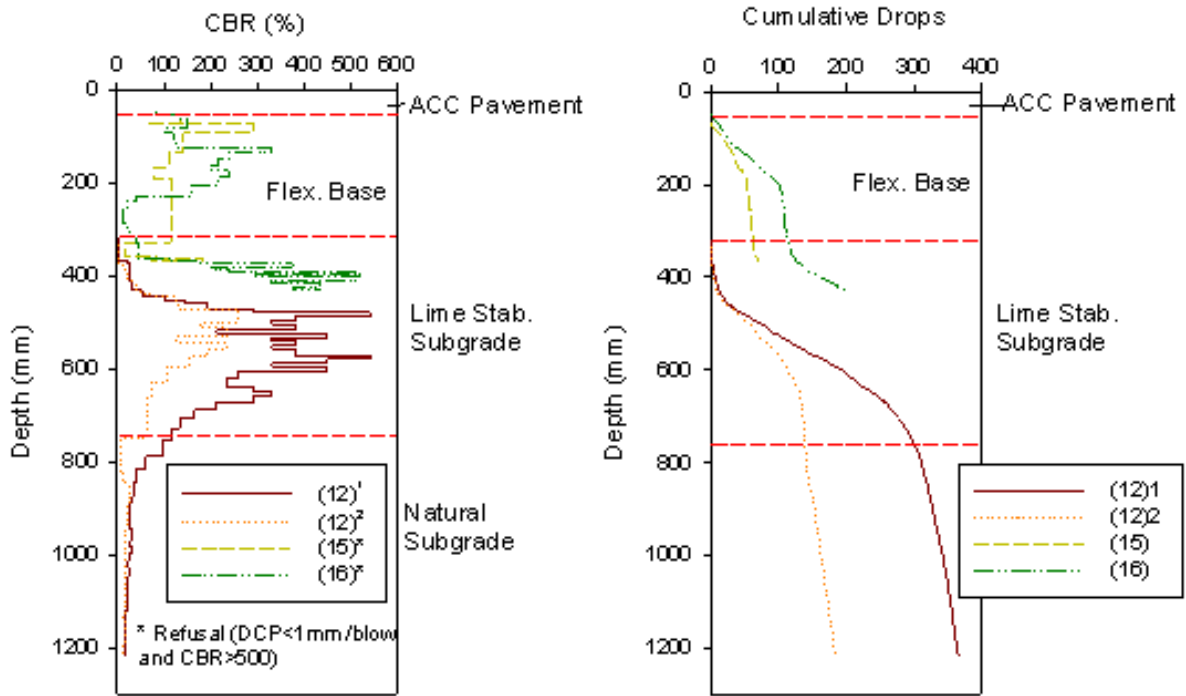 CBR (%)
0 100 200 300 400 500 600
0
200
400
600
800
1000
1200
Depth (mm)
ACC Pavement
Flex. Base
Lime Stab.
Subgrade
Natural
Subgrade
(12)¹
(12)²
(15)*
(16)*
* Refusal (DCP<1mm/blow
and CBR>500)
Cumulative Drops
0 100 200 300 400
0
200
400
600
800
1000
1200
Depth (mm)
ACC Pavement
Flex. Base
Lime Stab.
Subgrade
(12)1
(12)2
(15)
(16)